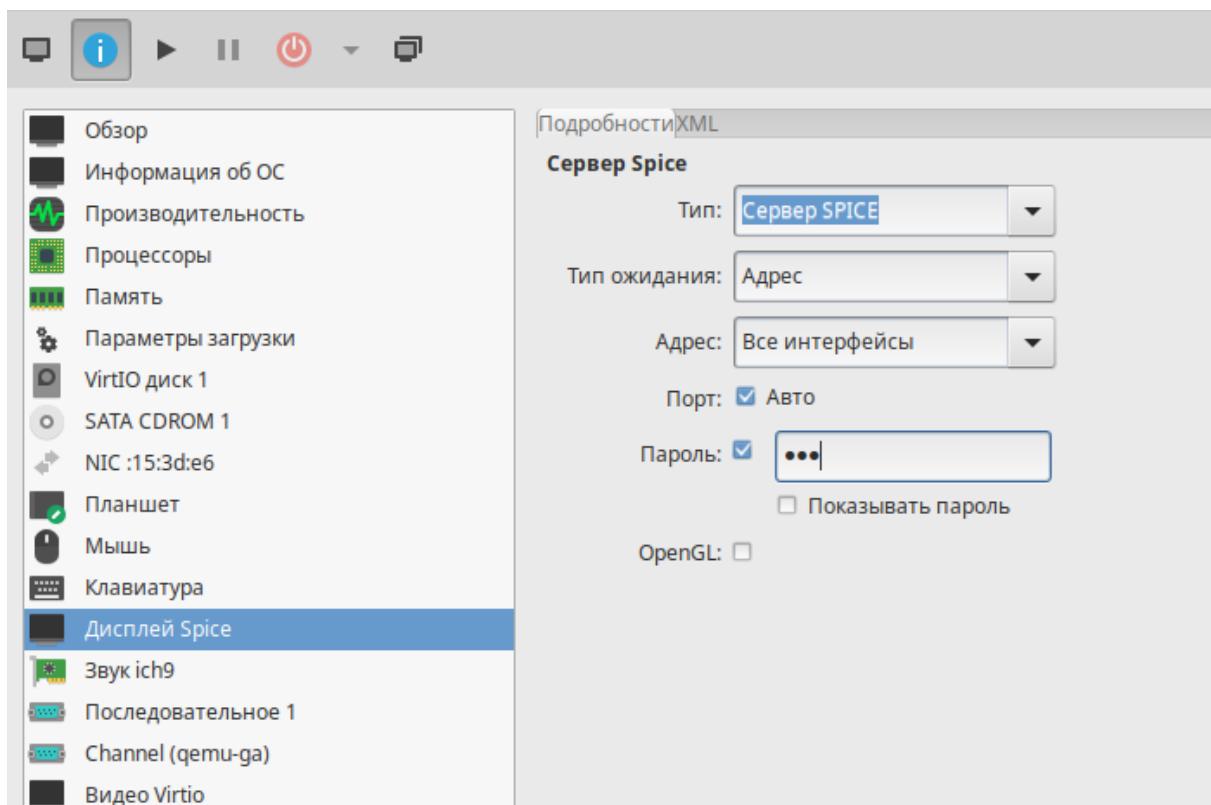 Обзор
Информация об ОС
Производительность
Процессоры
Память
Параметры загрузки
VirtIO диск 1
SATA CDROM 1
NIC :15:3d:e6
Планшет
Мышь
Клавиатура
Дисплей Spice
Звук ich9
Последовательное 1
Channel (qemu-ga)
Видео Virtio
Подробности XML
Сервер Spice
Тип: Сервер SPICE
Тип ожидания: Адрес
Адрес: Все интерфейсы
Порт: Авто
Пароль: •••
Показывать пароль
OpenGL: